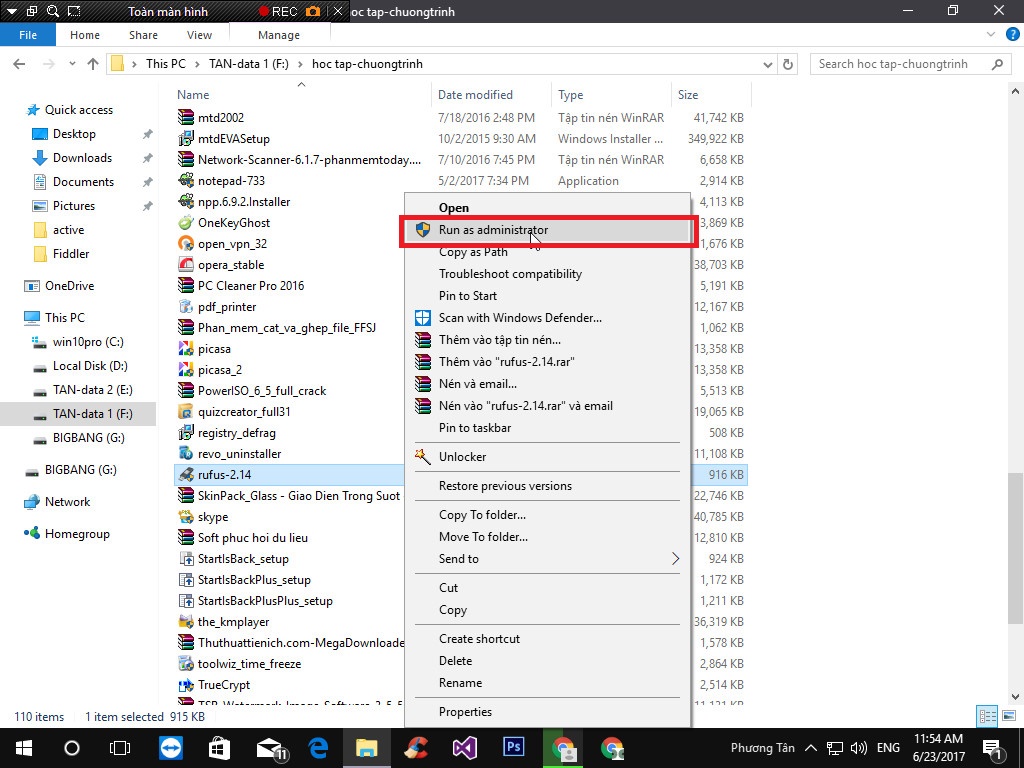 Toàn màn hình REC hoc tap-chuongtrinh
File Home Share View Manage
This PC TAN-data 1 (F:) hoc tap-chuongtrinh Search hoc tap-chuongtrinh
Name Date modified Type Size
Quick access
Desktop
Downloads
Documents
Pictures
active
Fiddler
OneDrive
This PC
win10pro (C:)
Local Disk (D:)
TAN-data 2 (E:)
TAN-data 1 (F:)
BIGBANG (G:)
BIGBANG (G:)
Network
Homegroup
mtd2002 7/18/2016 2:48 PM Tập tin nén WinRAR 41,742 KB
mtdEVASetup 10/2/2015 9:30 AM Windows Installer ... 349,922 KB
Network-Scanner-6.1.7-phanmemtoday.... 7/10/2016 7:45 PM Tập tin nén WinRAR 6,658 KB
notepad-733 5/2/2017 7:34 PM Application 2,914 KB
npp.6.9.2.Installer 4,113 KB
OneKeyGhost 3,869 KB
open_vpn_32 1,676 KB
opera_stable 38,703 KB
PC Cleaner Pro 2016 5,191 KB
pdf_printer 12,167 KB
Phan_mem_cat_va_ghep_file_FFSJ 1,062 KB
picasa 13,358 KB
picasa_2 13,358 KB
PowerISO_6_5_full_crack 5,513 KB
quizcreator_full31 19,065 KB
registry_defrag 508 KB
revo_uninstaller 11,108 KB
rufus-2.14 916 KB
SkinPack_Glass - Giao Dien Trong Suot 22,746 KB
skype 40,785 KB
Soft phuc hoi du lieu 12,810 KB
StartIsBack_setup 924 KB
StartIsBackPlus_setup 1,172 KB
StartIsBackPlusPlus_setup 1,211 KB
the_kmplayer 36,319 KB
Thuthuattienich.com-MegaDownloade 1,578 KB
toolwiz_time_freeze 2,864 KB
TrueCrypt 2,514 KB
Open
Run as administrator
Copy as Path
Troubleshoot compatibility
Pin to Start
Scan with Windows Defender...
Thêm vào tập tin nén...
Thêm vào "rufus-2.14.rar"
Nén và email...
Nén vào "rufus-2.14.rar" và email
Pin to taskbar
Unlocker
Restore previous versions
Copy To folder...
Move To folder...
Send to
Cut
Copy
Create shortcut
Delete
Rename
Properties
110 items 1 item selected 915 KB
11 Ps Phương Tân ENG 11:54 AM
6/23/2017 1